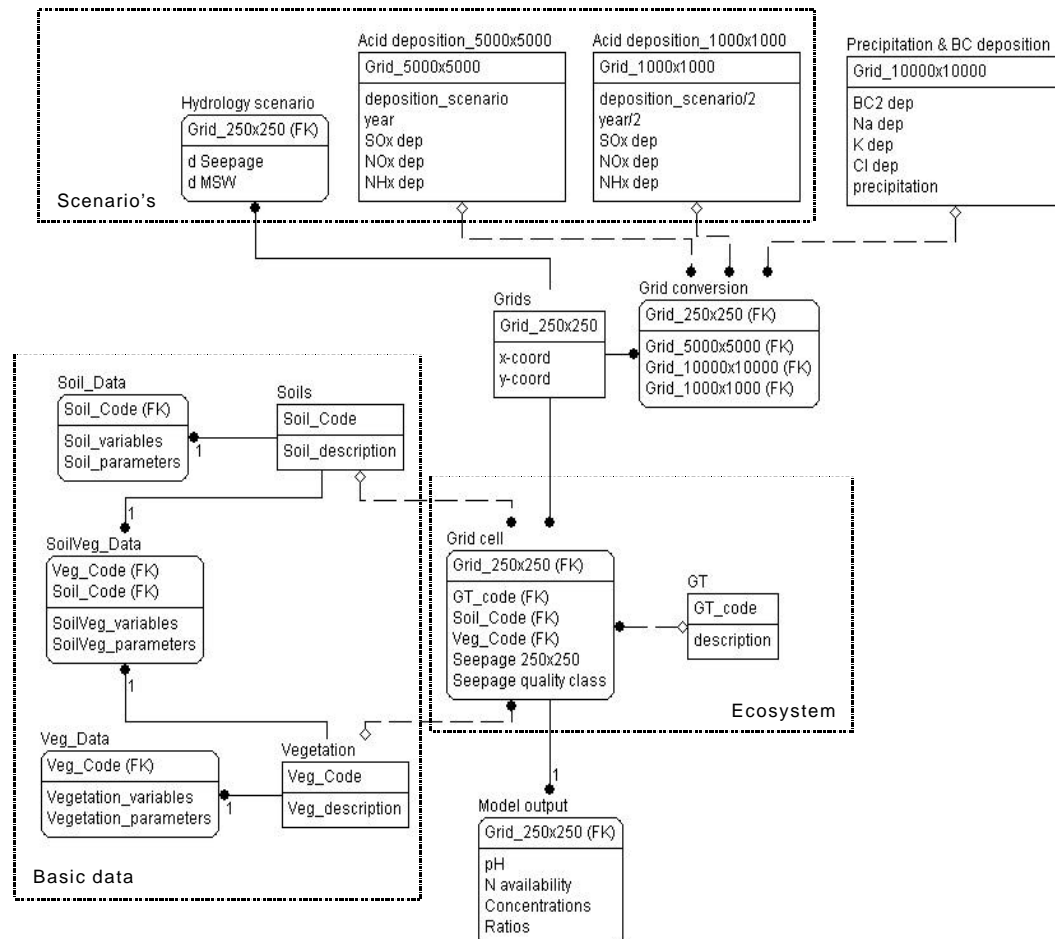 Acid deposition_5000x5000
Grid_5000x5000
deposition_scenario
year
SOx dep
NOx dep
NHx dep
Acid deposition_1000x1000
Grid_1000x1000
deposition_scenario/2
year/2
SOx dep
NOx dep
NHx dep
Precipitation & BC deposition
Grid_10000x10000
BC2 dep
Na dep
K dep
Cl dep
precipitation
Hydrology scenario
Grid_250x250 (FK)
d Seepage
d MSW
Scenario's
Grids
Grid_250x250
x-coord
y-coord
Grid conversion
Grid_250x250 (FK)
Grid_5000x5000 (FK)
Grid_10000x10000 (FK)
Grid_1000x1000 (FK)
Soil_Data
Soil_Code (FK)
Soil_variables
Soil_parameters
1
Soils
Soil_Code
Soil_description
1
SoilVeg_Data
Veg_Code (FK)
Soil_Code (FK)
SoilVeg_variables
SoilVeg_parameters
1
Grid cell
Grid_250x250 (FK)
GT_code (FK)
Soil_Code (FK)
Veg_Code (FK)
Seepage 250x250
Seepage quality class
GT
GT_code
description
Ecosystem
Veg_Data
Veg_Code (FK)
Vegetation_variables
Vegetation_parameters
1
Vegetation
Veg_Code
Veg_description
Basic data
1
Model output
Grid_250x250 (FK)
pH
N availability
Concentrations
Ratios